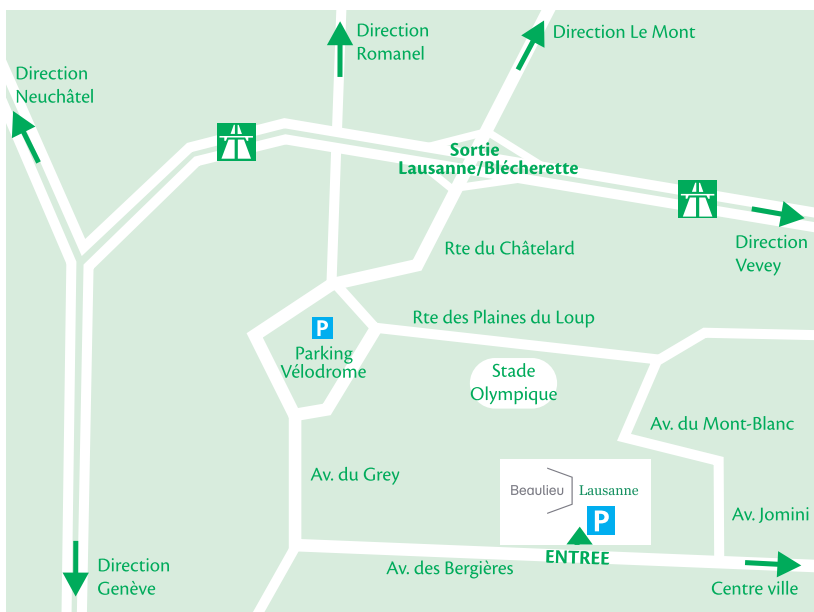 Direction
Romanel
Direction Le Mont
Direction
Neuchâtel
Sortie
Lausanne/Blécherette
Direction
Vevey
Rte du Châtelard
Rte des Plaines du Loup
P
Parking
Vélodrome
Stade
Olympique
Av. du Mont-Blanc
Av. du Grey
Beaulieu Lausanne
P
Av. Jomini
ENTREE
Av. des Bergières
Direction
Genève
Centre ville